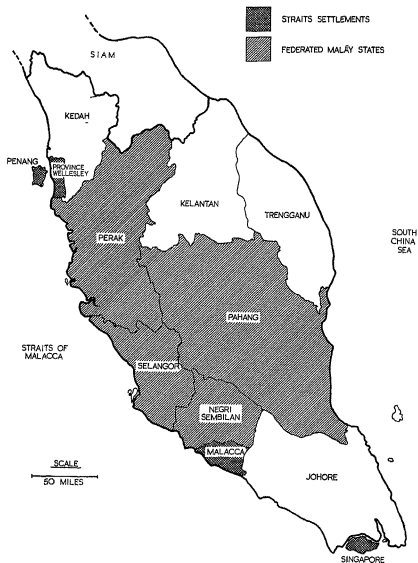 STRAITS SETTLEMENTS
FEDERATED MALAY STATES
SIAM
KEDAH
PENANG
PROVINCE
WELLESLEY
KELANTAN
TRENGGANU
PERAK
SOUTH
CHINA
SEA
PAHANG
STRAITS OF
MALACCA
SELANGOR
NEGRI
SEMBILAN
MALACCA
SCALE
50 MILES
JOHORE
SINGAPORE